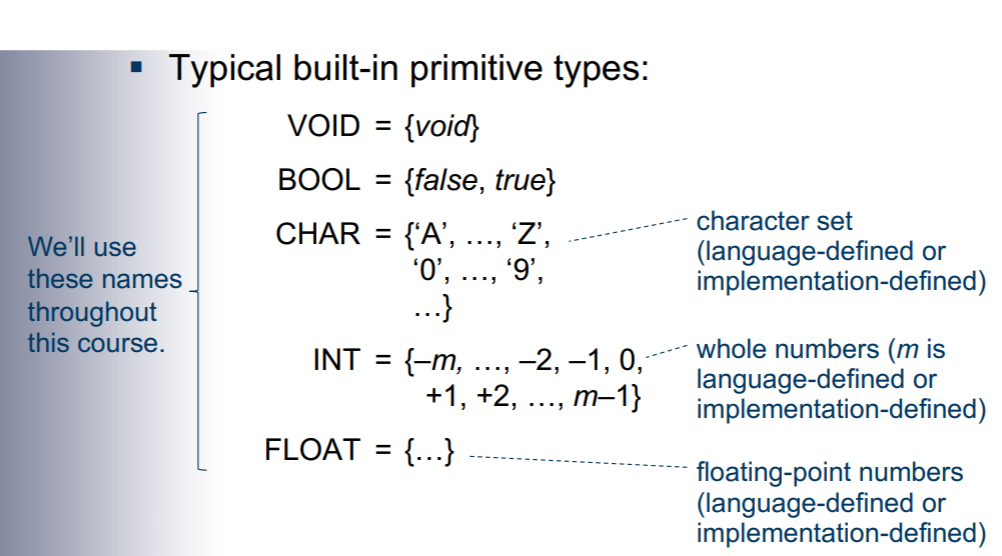 ▪ Typical built-in primitive types:
VOID = {void}
BOOL = {false, true}
CHAR = {‘A’, …, ‘Z’,
‘0’, …, ‘9’,
…}
character set
(language-defined or
implementation-defined)
We’ll use
these names
throughout
this course.
INT = {–m, …, –2, –1, 0,
+1, +2, …, m–1}
whole numbers (m is
language-defined or
implementation-defined)
FLOAT = {…}
floating-point numbers
(language-defined or
implementation-defined)